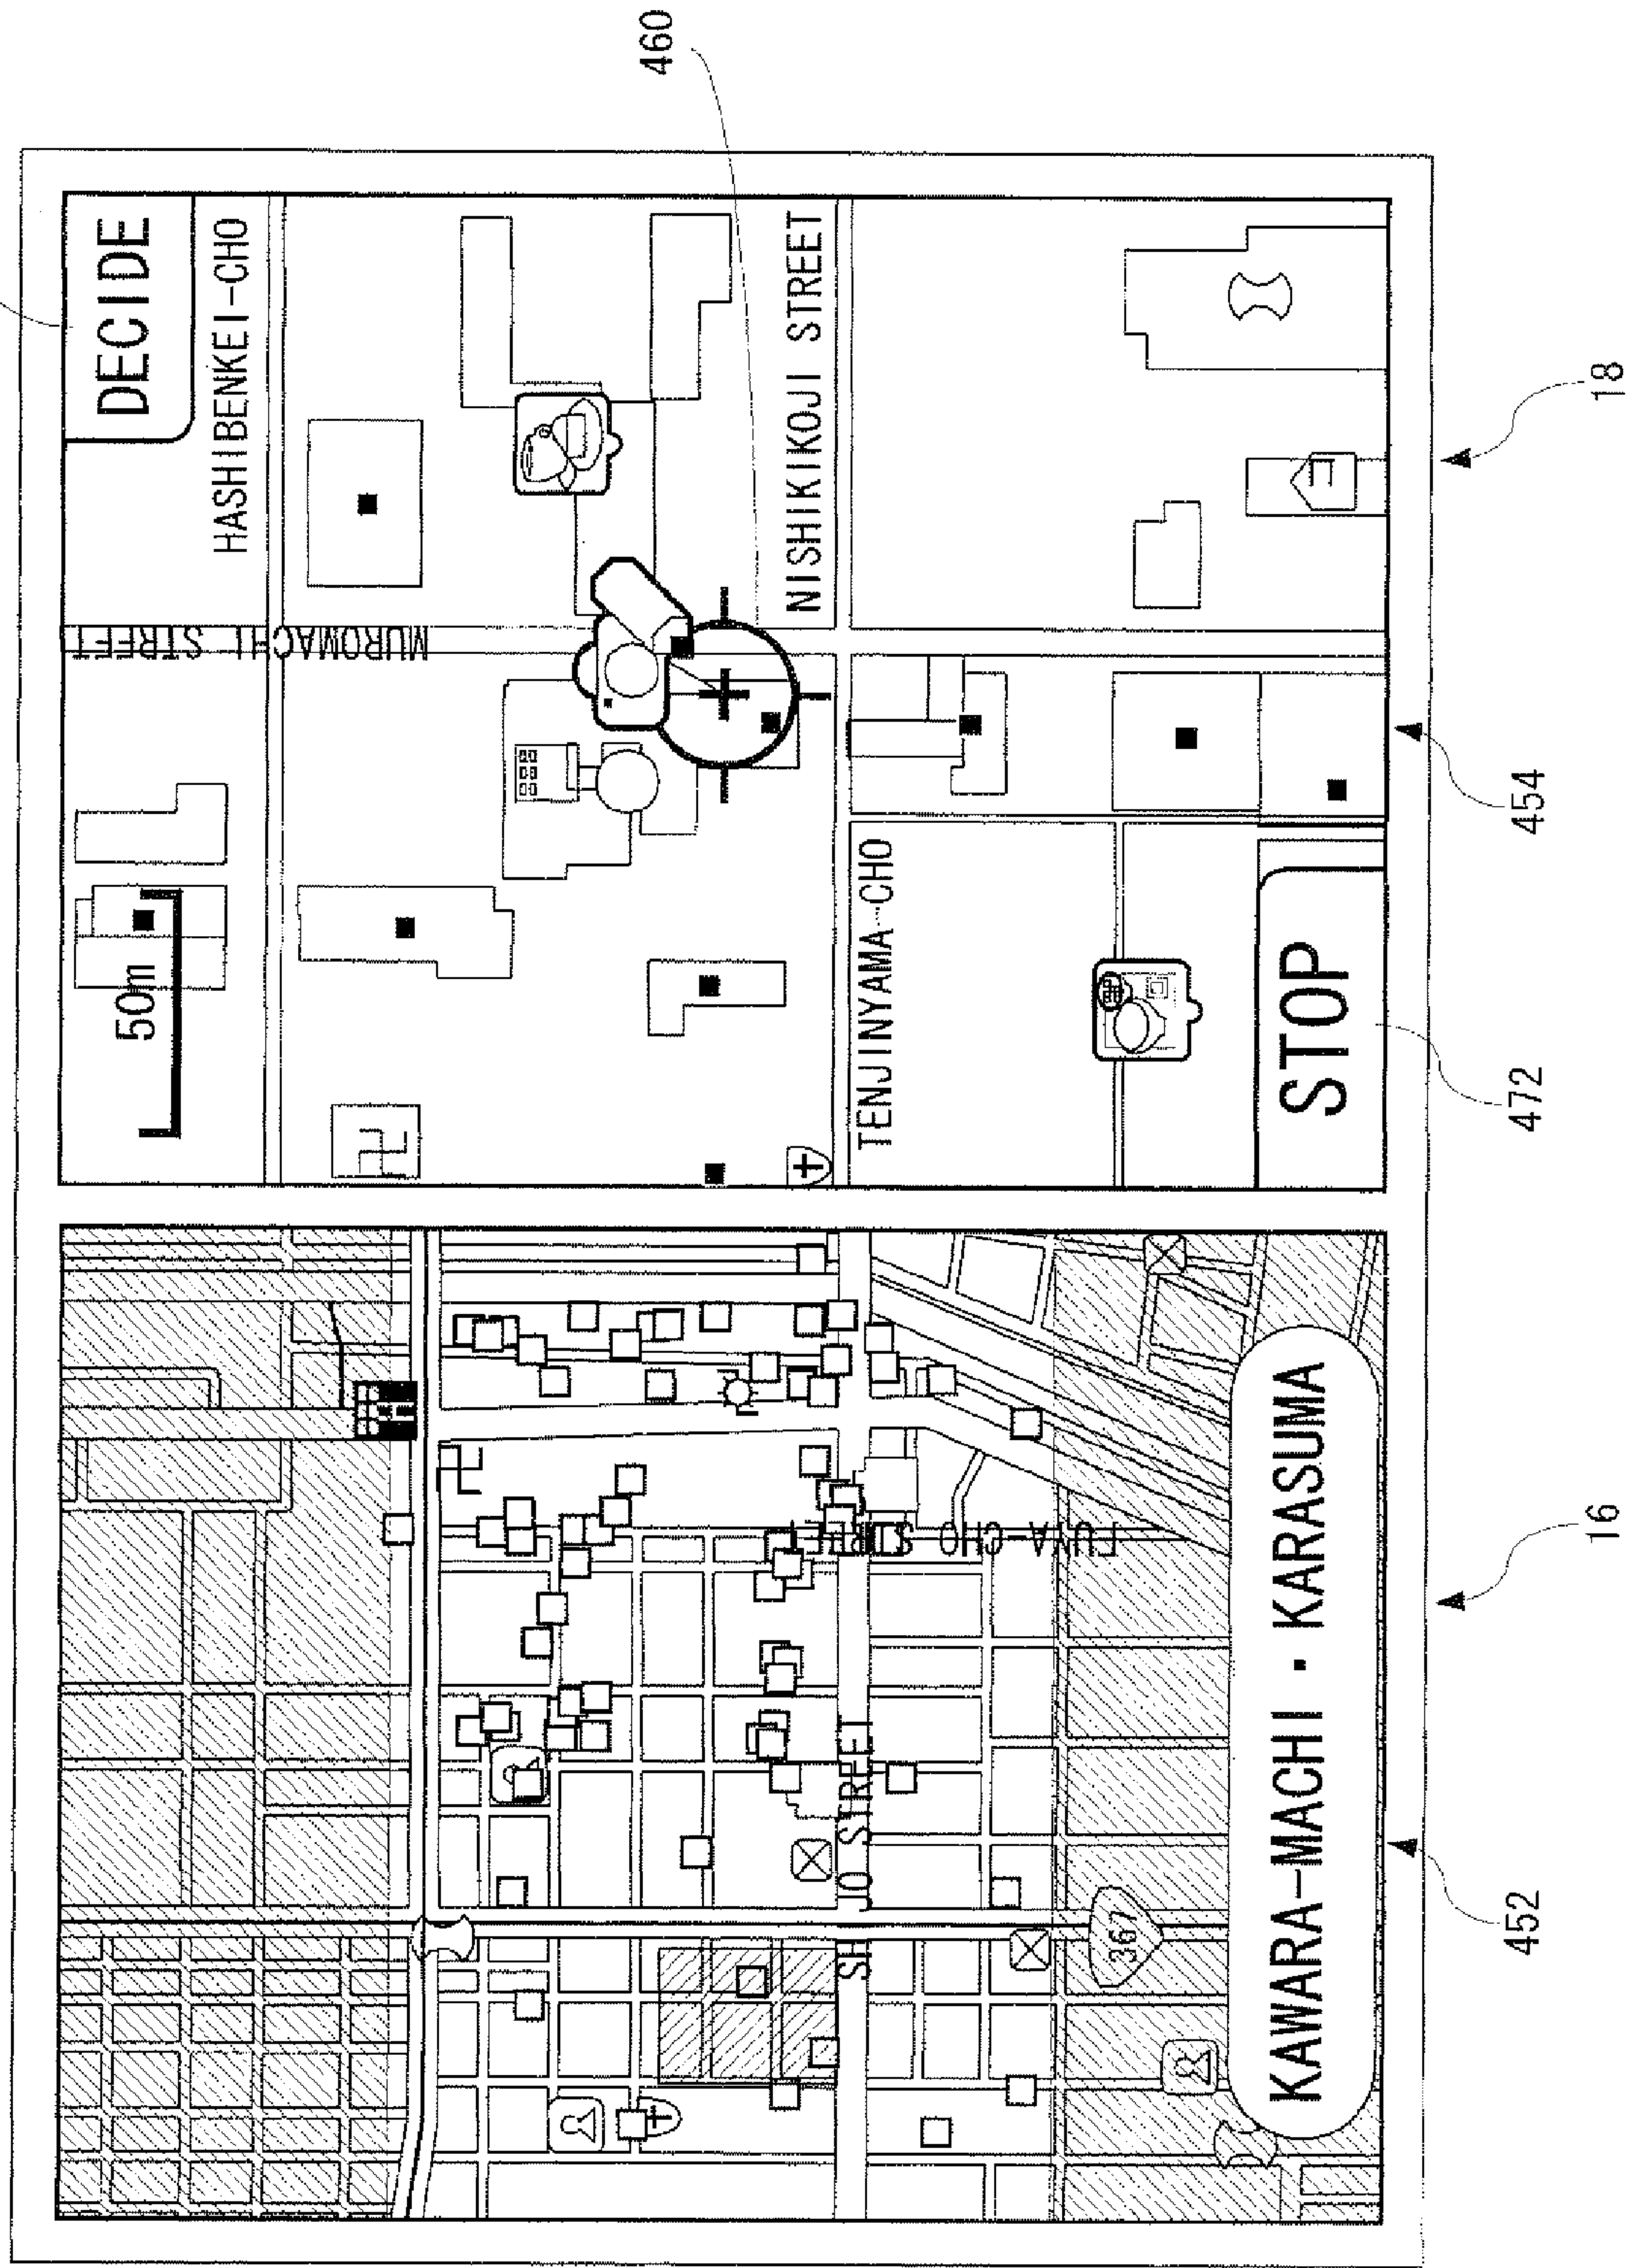 460
DECIDE
HASHIBENKEI-CHO
MUROMACHI STREET
50m
NISHIKIKOJI STREET
TENJINYAMA-CHO
STOP
18
454
472
FUYA-CHO STREET
SHIJO STREET
367
KAWARA-MACHI・KARASUMA
16
452